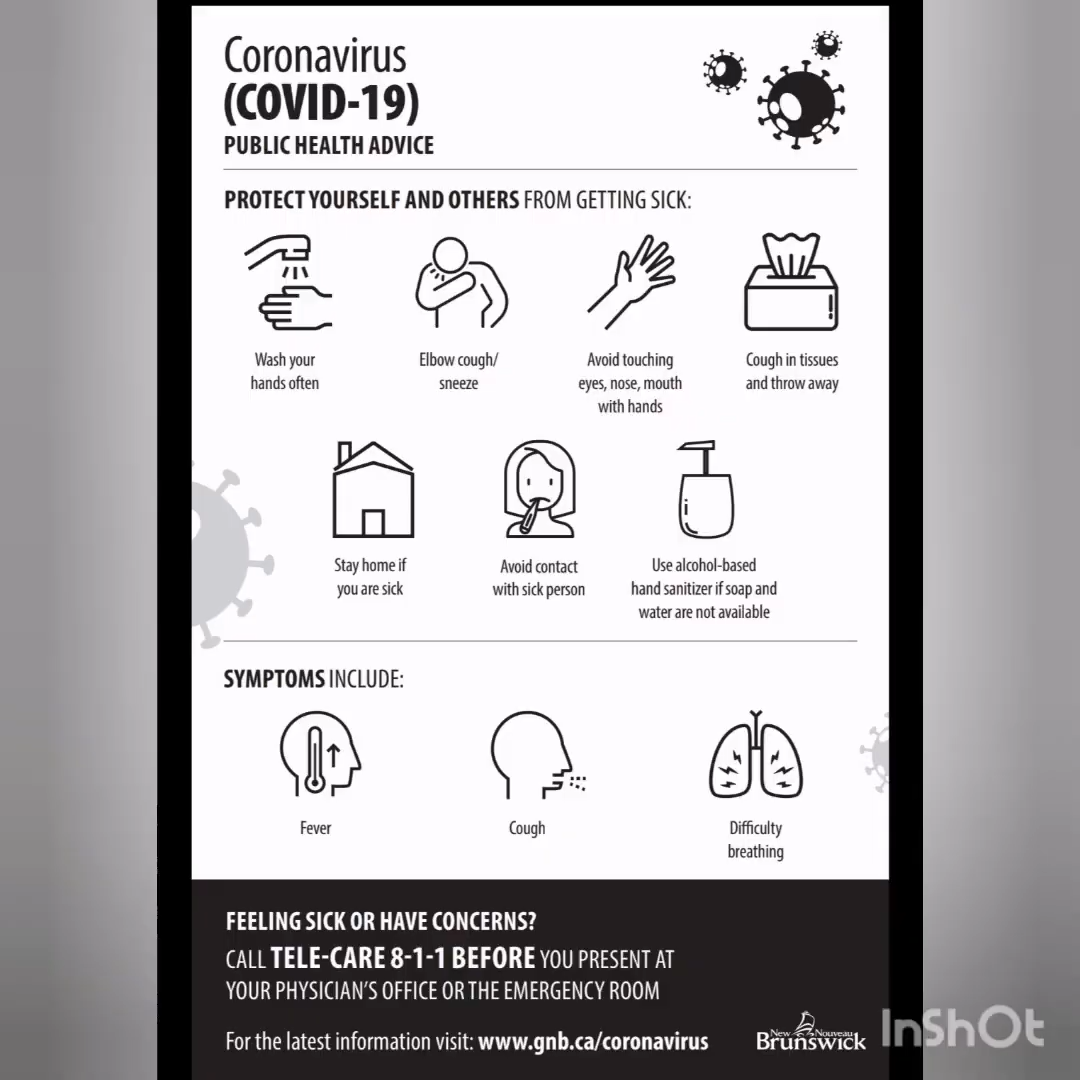 Coronavirus
(COVID-19)
PUBLIC HEALTH ADVICE
PROTECT YOURSELF AND OTHERS FROM GETTING SICK:
Wash your
hands often
Elbow cough/
sneeze
Avoid touching
eyes, nose, mouth
with hands
Cough in tissues
and throw away
Stay home if
you are sick
Avoid contact
with sick person
Use alcohol-based
hand sanitizer if soap and
water are not available
SYMPTOMS INCLUDE:
Fever
Cough
Difficulty
breathing
FEELING SICK OR HAVE CONCERNS?
CALL TELE-CARE 8-1-1 BEFORE YOU PRESENT AT
YOUR PHYSICIAN'S OFFICE OR THE EMERGENCY ROOM
For the latest information visit: www.gnb.ca/coronavirus
New Nouveau
Brunswick
InShOt